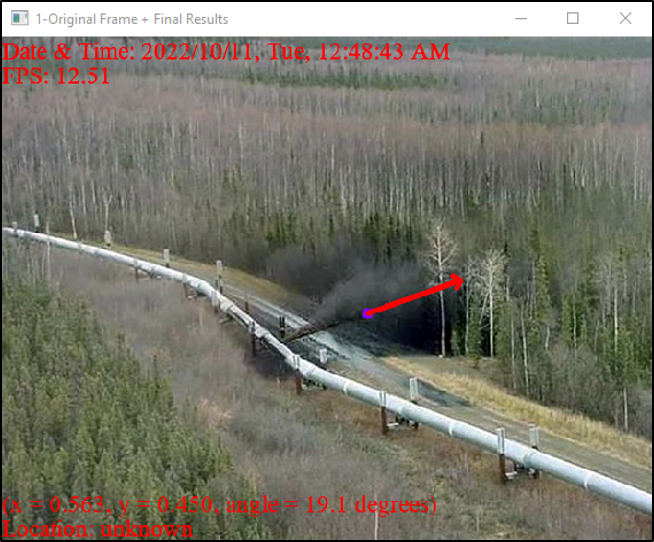 1-Original Frame + Final Results
Date & Time: 2022/10/11, Tue, 12:48:43 AM
FPS: 12.51
(x = 0.563, y = 0.450, angle = 19.1 degrees)
Location: unknown